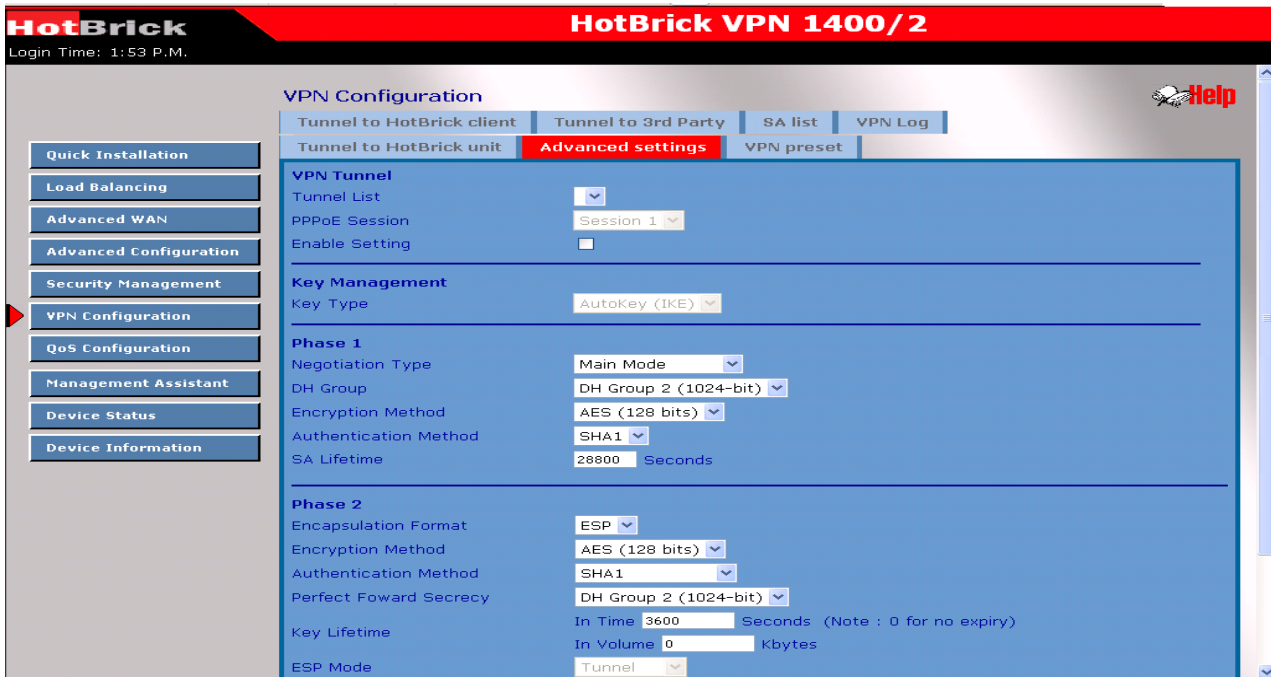 HotBrick
HotBrick VPN 1400/2
Login Time: 1:53 P.M.
VPN Configuration
Help
Tunnel to HotBrick client
Tunnel to 3rd Party
SA list
VPN Log
Tunnel to HotBrick unit
Advanced settings
VPN preset
Quick Installation
Load Balancing
Advanced WAN
Advanced Configuration
Security Management
VPN Configuration
QoS Configuration
Management Assistant
Device Status
Device Information
VPN Tunnel
Tunnel List
PPPoE Session Session 1
Enable Setting
Key Management
Key Type AutoKey (IKE)
Phase 1
Negotiation Type Main Mode
DH Group DH Group 2 (1024-bit)
Encryption Method AES (128 bits)
Authentication Method SHA1
SA Lifetime 28800 Seconds
Phase 2
Encapsulation Format ESP
Encryption Method AES (128 bits)
Authentication Method SHA1
Perfect Foward Secrecy DH Group 2 (1024-bit)
Key Lifetime In Time 3600 Seconds (Note : 0 for no expiry)
In Volume 0 Kbytes
ESP Mode Tunnel